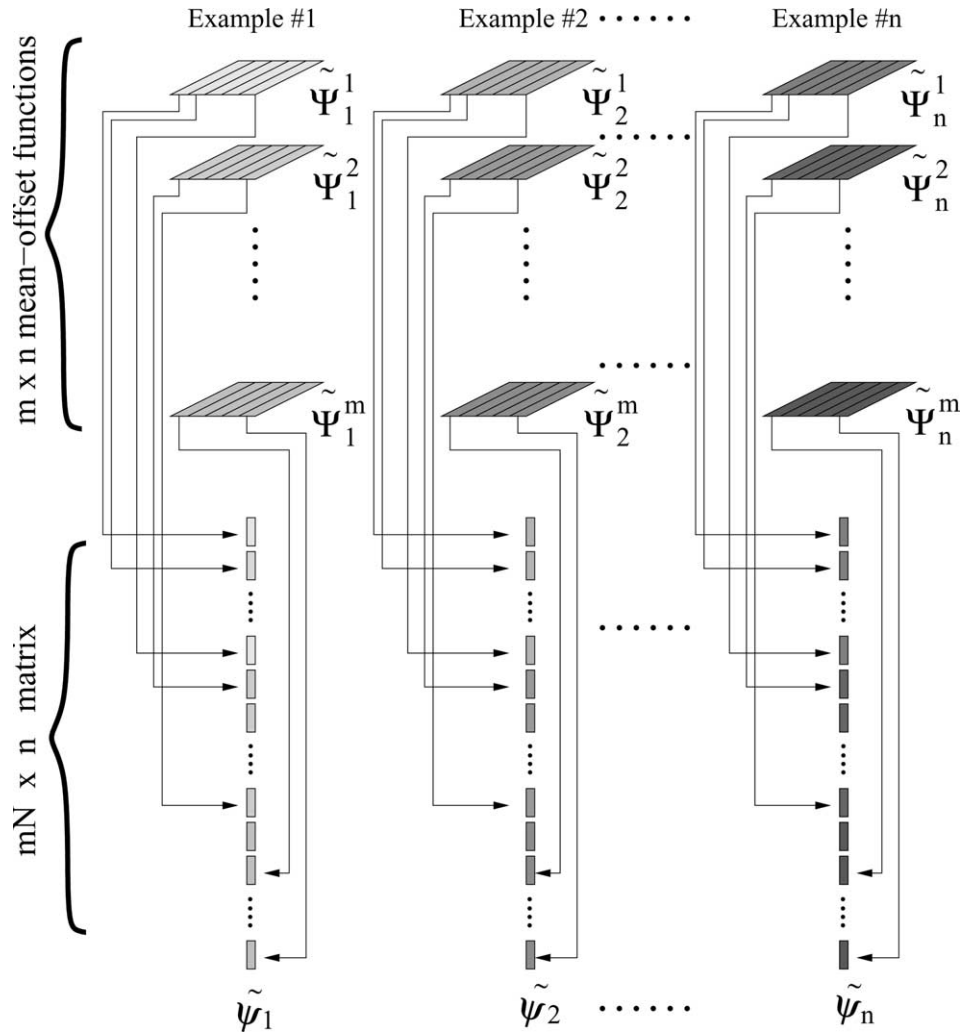 Example #1 Example #2 ...... Example #n
m x n mean−offset functions
Ψ̃₁¹ Ψ̃₂¹ Ψ̃ₙ¹
......
Ψ̃₁² Ψ̃₂² Ψ̃ₙ²
......
Ψ̃₁ᵐ Ψ̃₂ᵐ Ψ̃ₙᵐ
mN x n matrix
......
ψ̃₁ ψ̃₂ ...... ψ̃ₙ